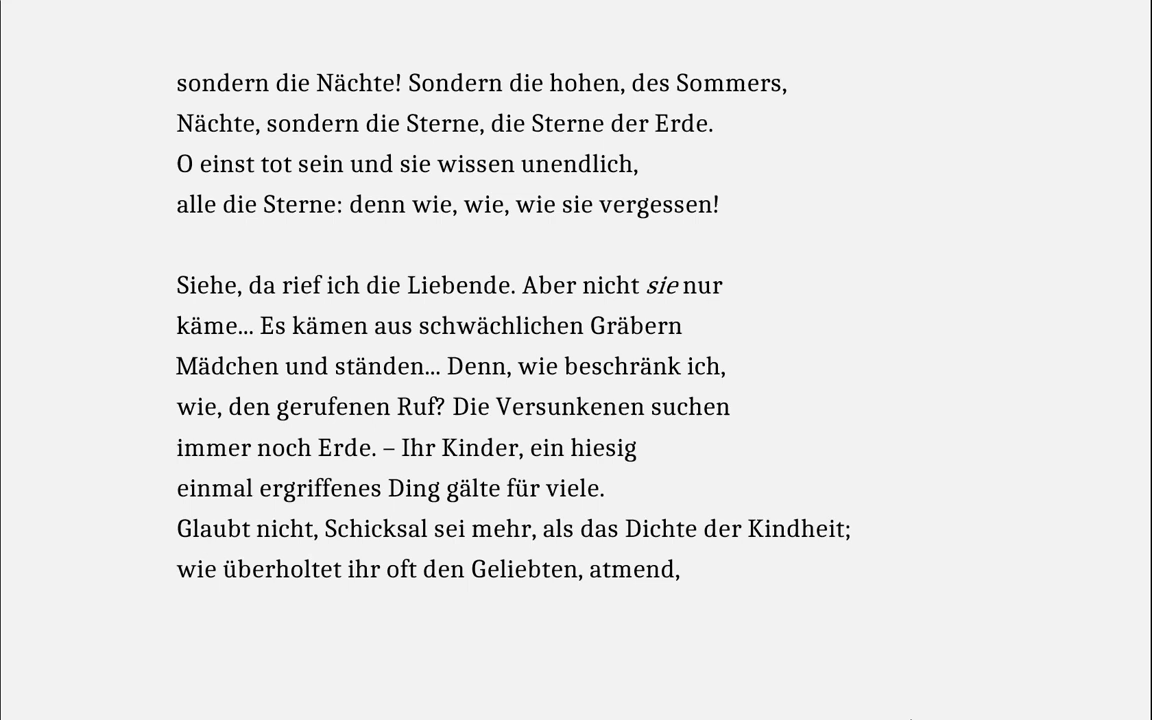 sondern die Nächte! Sondern die hohen, des Sommers,
Nächte, sondern die Sterne, die Sterne der Erde.
O einst tot sein und sie wissen unendlich,
alle die Sterne: denn wie, wie, wie sie vergessen!
Siehe, da rief ich die Liebende. Aber nicht sie nur
käme... Es kämen aus schwächlichen Gräbern
Mädchen und ständen... Denn, wie beschränk ich,
wie, den gerufenen Ruf? Die Versunkenen suchen
immer noch Erde. – Ihr Kinder, ein hiesig
einmal ergriffenes Ding gälte für viele.
Glaubt nicht, Schicksal sei mehr, als das Dichte der Kindheit;
wie überholtet ihr oft den Geliebten, atmend,